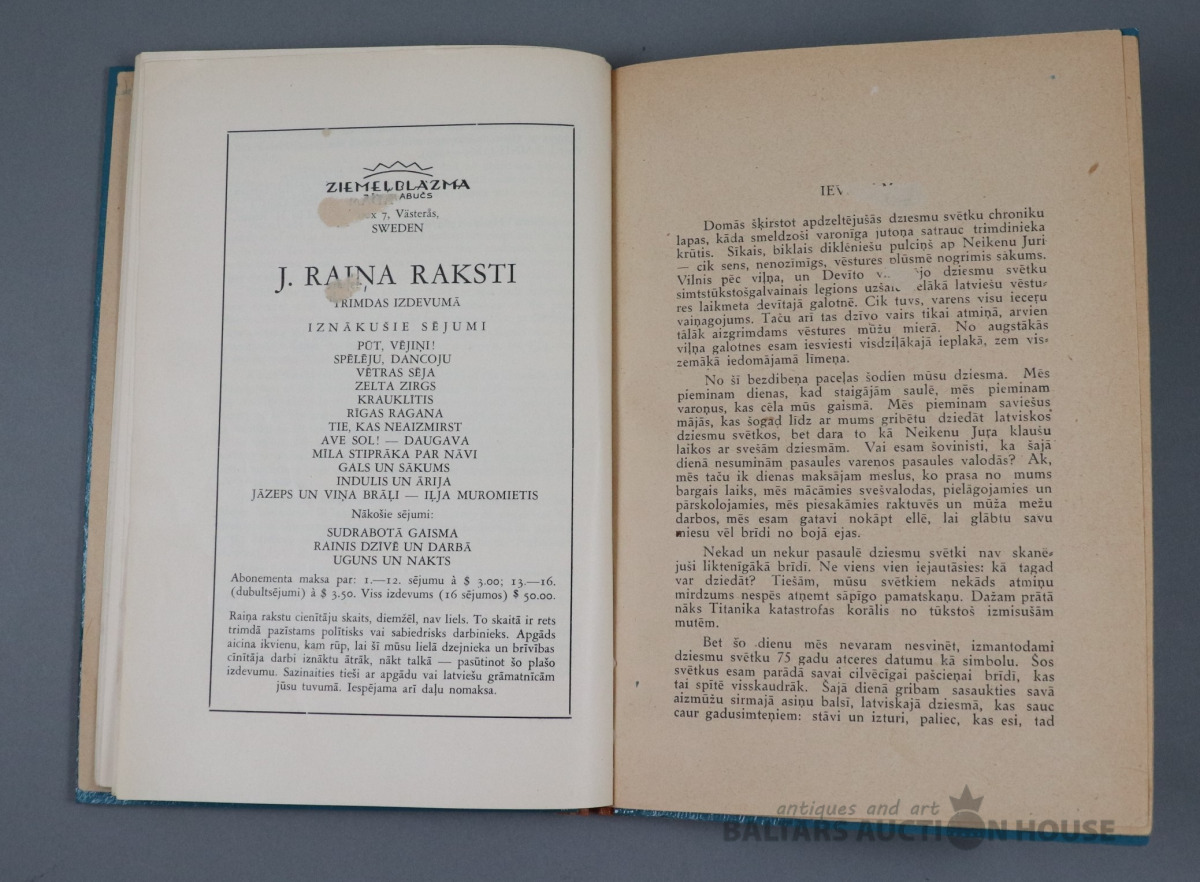 ZIEMEĻBLĀZMA
ABUČS
7, Västerås,
SWEDEN
J. RAIŅA RAKSTI
TRIMDAS IZDEVUMĀ
IZNĀKUŠIE SĒJUMI
PŪT, VĒJIŅI!
SPĒLĒJU, DANCOJU
VĒTRAS SĒJA
ZELTA ZIRGS
KRAUKLĪTIS
RĪGAS RAGANA
TIE, KAS NEAIZMIRST
AVE SOL! — DAUGAVA
MĪLA STIPRĀKA PAR NĀVI
GALS UN SĀKUMS
INDULIS UN ĀRIJA
JĀZEPS UN VIŅA BRĀĻI — IĻJA MUROMIETIS
Nākošie sējumi:
SUDRABOTĀ GAISMA
RAINIS DZĪVĒ UN DARBĀ
UGUNS UN NAKTS
Abonementa maksa par: 1.—12. sējumu à $ 3.00; 13.—16.
(dubultsējumi) à $ 3.50. Viss izdevums (16 sējumos) $ 50.00.
Raiņa rakstu cienītāju skaits, diemžēl, nav liels. To skaitā ir rets
trimdā pazīstams polītisks vai sabiedrisks darbinieks. Apgāds
aicina ikvienu, kam rūp, lai šī mūsu lielā dzejnieka un brīvības
cīnītāja darbi iznāktu ātrāk, nākt talkā — pasūtinot šo plašo
izdevumu. Sazinaities tieši ar apgādu vai latviešu grāmatnīcām
jūsu tuvumā. Iespējama arī daļu nomaksa.
Domās šķirstot apdzeltējušās dziesmu svētku chroniku
lapas, kāda smeldzoši varonīga jutoņa satrauc trimdinieka
krūtis. Sīkais, biklais dīklēniešu pulciņš ap Neikenu Juri
— cik sens, nenozīmīgs, vēstures plūsmē nogrimis sākums.
Vilnis pēc viļņa, un Devīto dziesmu svētku
simtstūkstošgalvainais legions latviešu vēstu-
res laikmeta devītajā galotnē. Cik tuvs, varens visu ieceŗu
vaiņagojums. Taču arī tas dzīvo vairs tikai atmiņā, arvien
tālāk aizgrimdams vēstures mūžu mierā. No augstākās
viļņa galotnes esam iesviesti visdziļākajā ieplakā, zem vis-
zemākā iedomājamā līmeņa.
No šī bezdibeņa paceļas šodien mūsu dziesma. Mēs
pieminam dienas, kad staigājām saulē, mēs pieminam
varoņus, kas cēla mūs gaismā. Mēs pieminam saviešus
mājās, kas šogad līdz ar mums gribētu dziedāt latviskos
dziesmu svētkos, bet dara to kā Neikenu Juŗa klaušu
laikos ar svešām dziesmām. Vai esam šovinisti, ka šajā
dienā nesuminām pasaules vareņos pasaules valodās? Ak,
mēs taču ik dienas maksājam meslus, ko prasa no mums
bargais laiks, mēs mācāmies svešvalodas, pielāgojamies un
pārskolojamies, mēs piesakāmies raktuvēs un mūža mežu
darbos, mēs esam gatavi nokāpt ellē, lai glābtu savu
miesu vēl brīdi no bojā ejas.
Nekad un nekur pasaulē dziesmu svētki nav skanē-
juši liktenīgākā brīdī. Ne viens vien iejautāsies: kā tagad
var dziedāt? Tiešām, mūsu svētkiem nekāds atmiņu
mirdzums nespēs atņemt sāpīgo pamatskaņu. Dažam prātā
nāks Titanika katastrofas korālis no tūkstoš izmisušām
mutēm.
Bet šo dienu mēs nevaram nesvinēt, izmantodami
dziesmu svētku 75 gadu atceres datumu kā simbolu. Šos
svētkus esam parādā savai cilvēcīgai pašcieņai brīdī, kas
tai spītē visskaudrāk. Šajā dienā gribam sasaukties savā
aizmūžu sirmajā asiņu balsī, latviskajā dziesmā, kas sauc
caur gadusimteņiem: stāvi un izturi, paliec, kas esi, tad
antiques and art
BALTARS AUCTION HOUSE